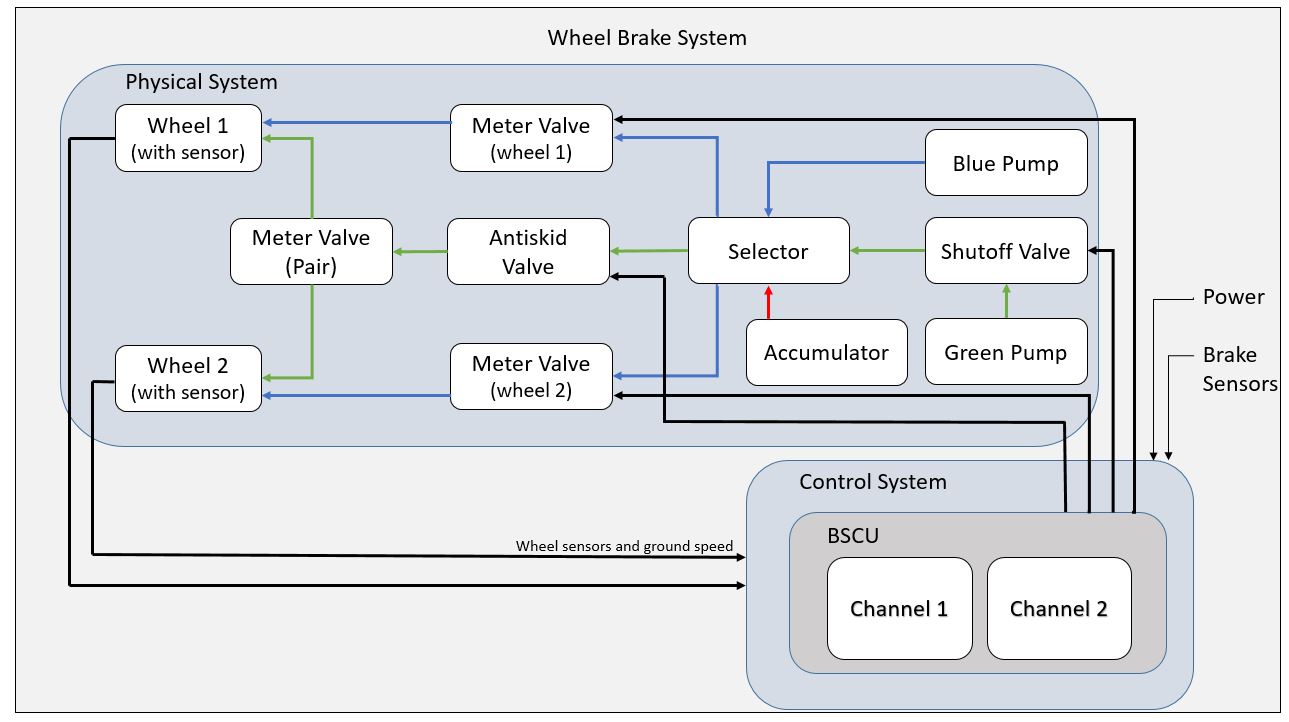 Wheel Brake System
Physical System
Wheel 1
(with sensor)
Meter Valve
(wheel 1)
Blue Pump
Meter Valve
(Pair)
Antiskid
Valve
Selector
Shutoff Valve
Wheel 2
(with sensor)
Meter Valve
(wheel 2)
Accumulator
Green Pump
Power
Brake
Sensors
Control System
BSCU
Wheel sensors and ground speed
Channel 1
Channel 2